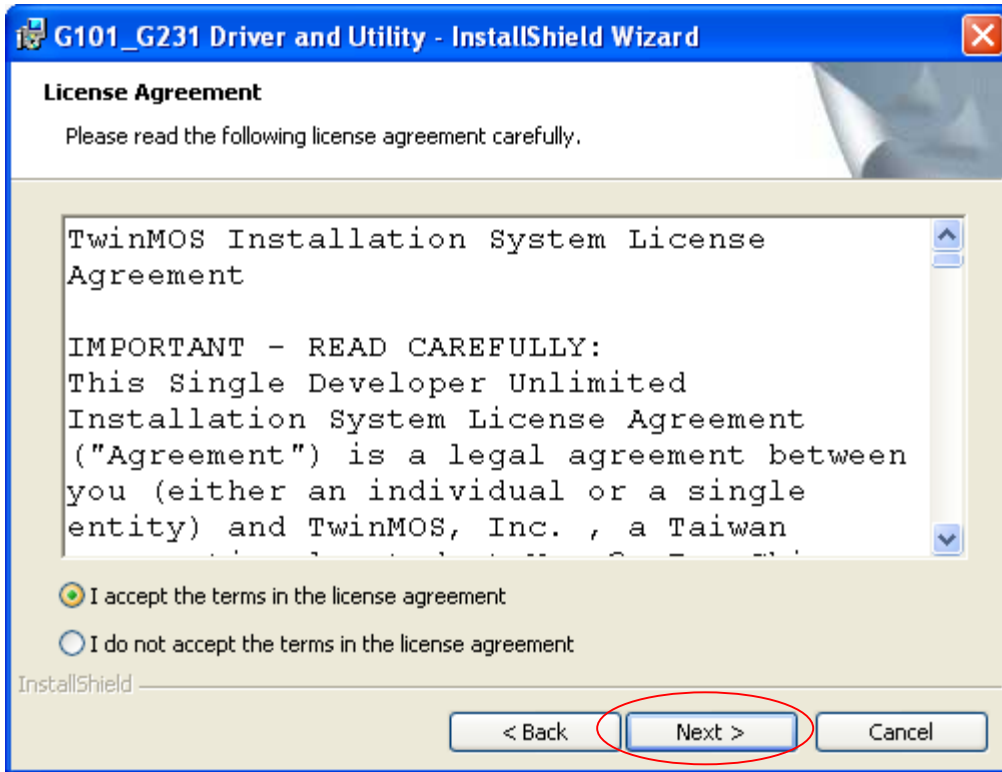 G101_G231 Driver and Utility - InstallShield Wizard
License Agreement
Please read the following license agreement carefully.
TwinMOS Installation System License
Agreement
IMPORTANT - READ CAREFULLY:
This Single Developer Unlimited
Installation System License Agreement
("Agreement") is a legal agreement between
you (either an individual or a single
entity) and TwinMOS, Inc. , a Taiwan
I accept the terms in the license agreement
I do not accept the terms in the license agreement
InstallShield
< Back Next > Cancel